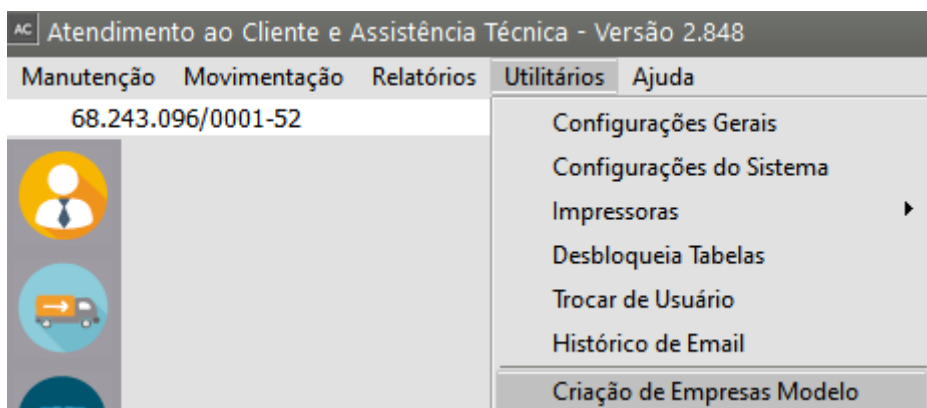 AC Atendimento ao Cliente e Assistência Técnica - Versão 2.848
Manutenção Movimentação Relatórios Utilitários Ajuda
68.243.096/0001-52
Configurações Gerais
Configurações do Sistema
Impressoras
Desbloqueia Tabelas
Trocar de Usuário
Histórico de Email
Criação de Empresas Modelo